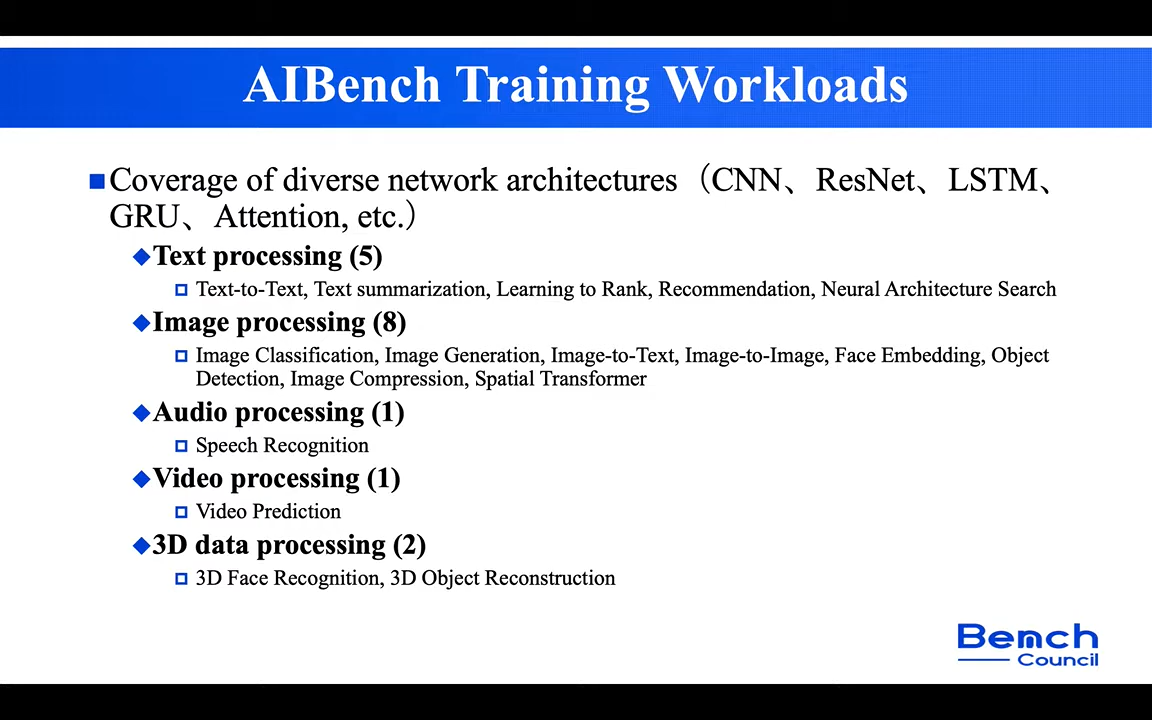 AIBench Training Workloads
Coverage of diverse network architectures（CNN、ResNet、LSTM、
GRU、Attention, etc.）
Text processing (5)
Text-to-Text, Text summarization, Learning to Rank, Recommendation, Neural Architecture Search
Image processing (8)
Image Classification, Image Generation, Image-to-Text, Image-to-Image, Face Embedding, Object
Detection, Image Compression, Spatial Transformer
Audio processing (1)
Speech Recognition
Video processing (1)
Video Prediction
3D data processing (2)
3D Face Recognition, 3D Object Reconstruction
Bench
Council